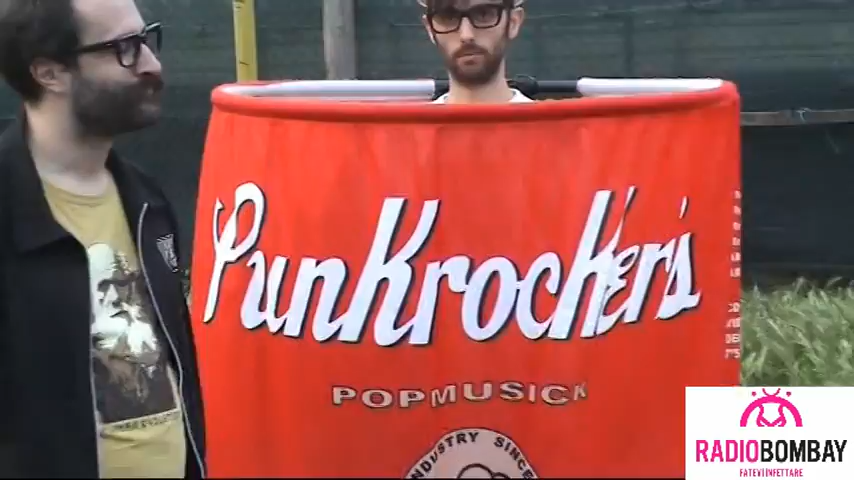 PunKrocKer's
POPMUSICK
INDUSTRY SINCE
RADIOBOMBAY
FATEVIINFETTARE